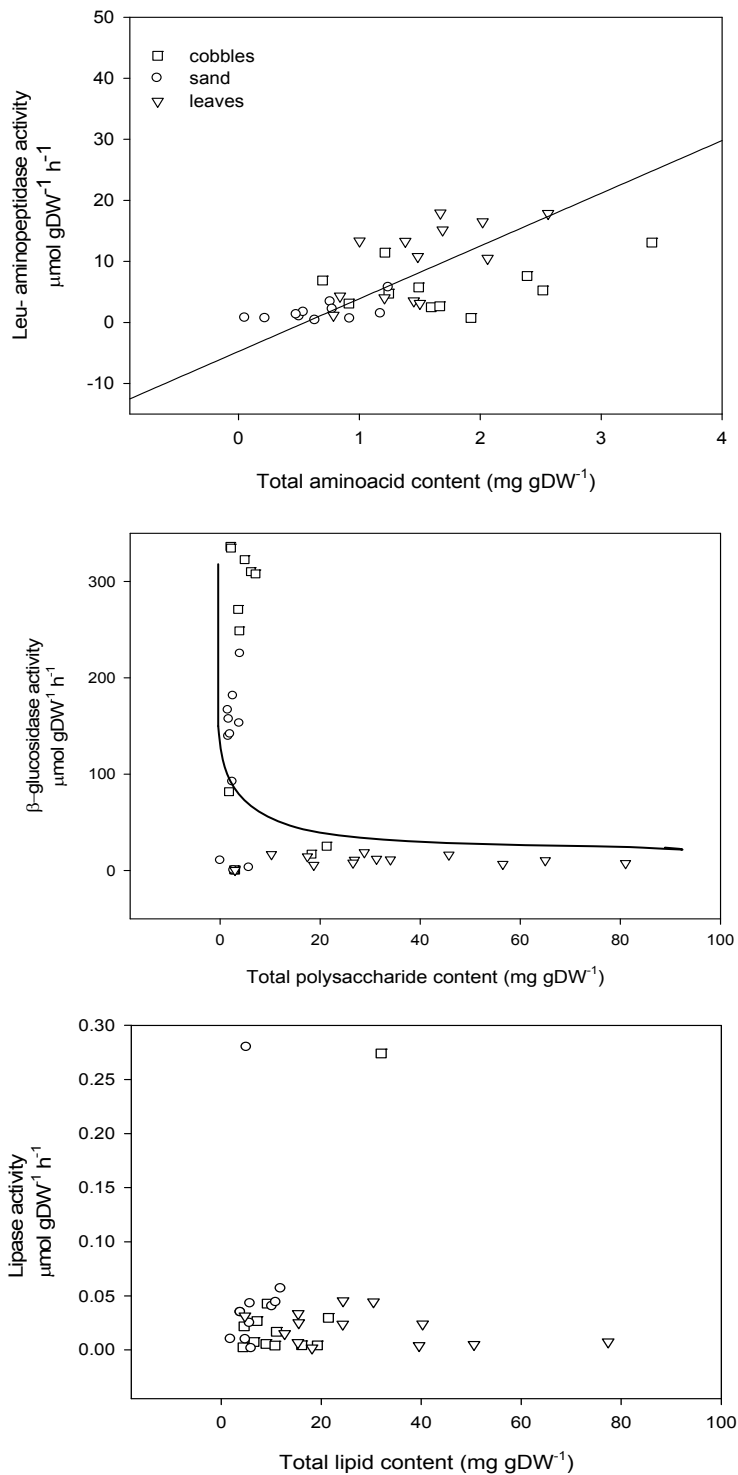 50
40
30
20
10
0
-10
cobbles
sand
leaves
Leu- aminopeptidase activity
μmol gDW⁻¹ h⁻¹
0 1 2 3 4
Total aminoacid content (mg gDW⁻¹)
300
200
100
0
β-glucosidase activity
μmol gDW⁻¹ h⁻¹
0 20 40 60 80 100
Total polysaccharide content (mg gDW⁻¹)
0.30
0.25
0.20
0.15
0.10
0.05
0.00
Lipase activity
μmol gDW⁻¹ h⁻¹
0 20 40 60 80 100
Total lipid content (mg gDW⁻¹)